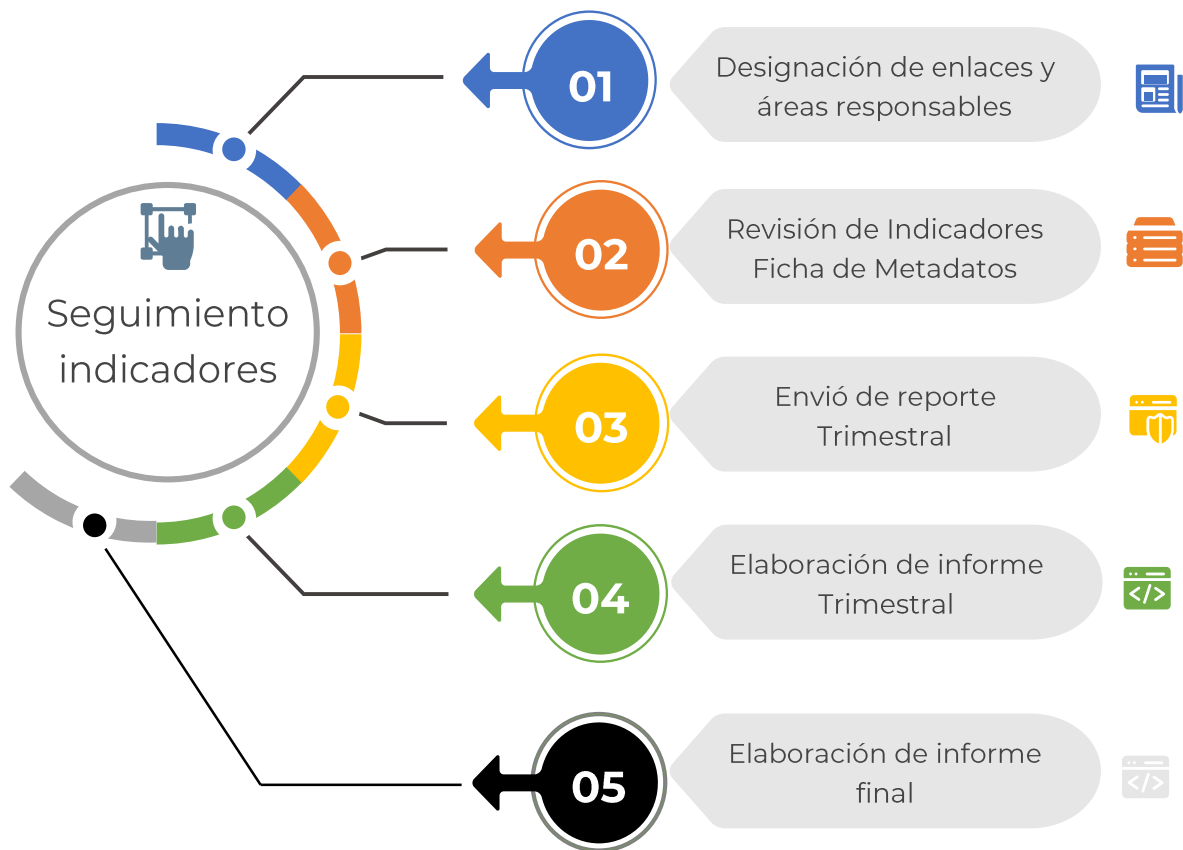 Seguimiento
indicadores
01
Designación de enlaces y
áreas responsables
02
Revisión de Indicadores
Ficha de Metadatos
03
Envió de reporte
Trimestral
04
Elaboración de informe
Trimestral
05
Elaboración de informe
final